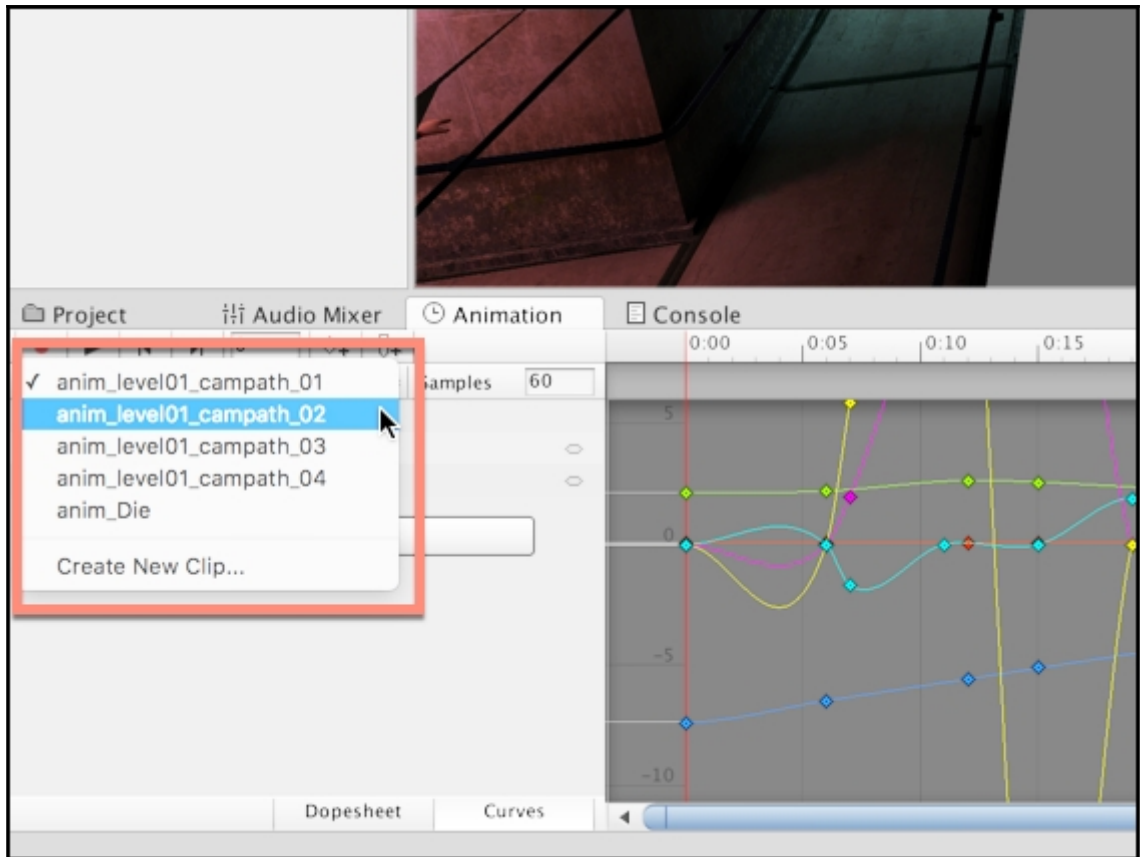 Project Audio Mixer Animation Console
0:00 0:05 0:10 0:15
✓ anim_level01_campath_01
Samples 60
anim_level01_campath_02
anim_level01_campath_03
anim_level01_campath_04
anim_Die
Create New Clip...
5
0
-5
-10
Dopesheet Curves